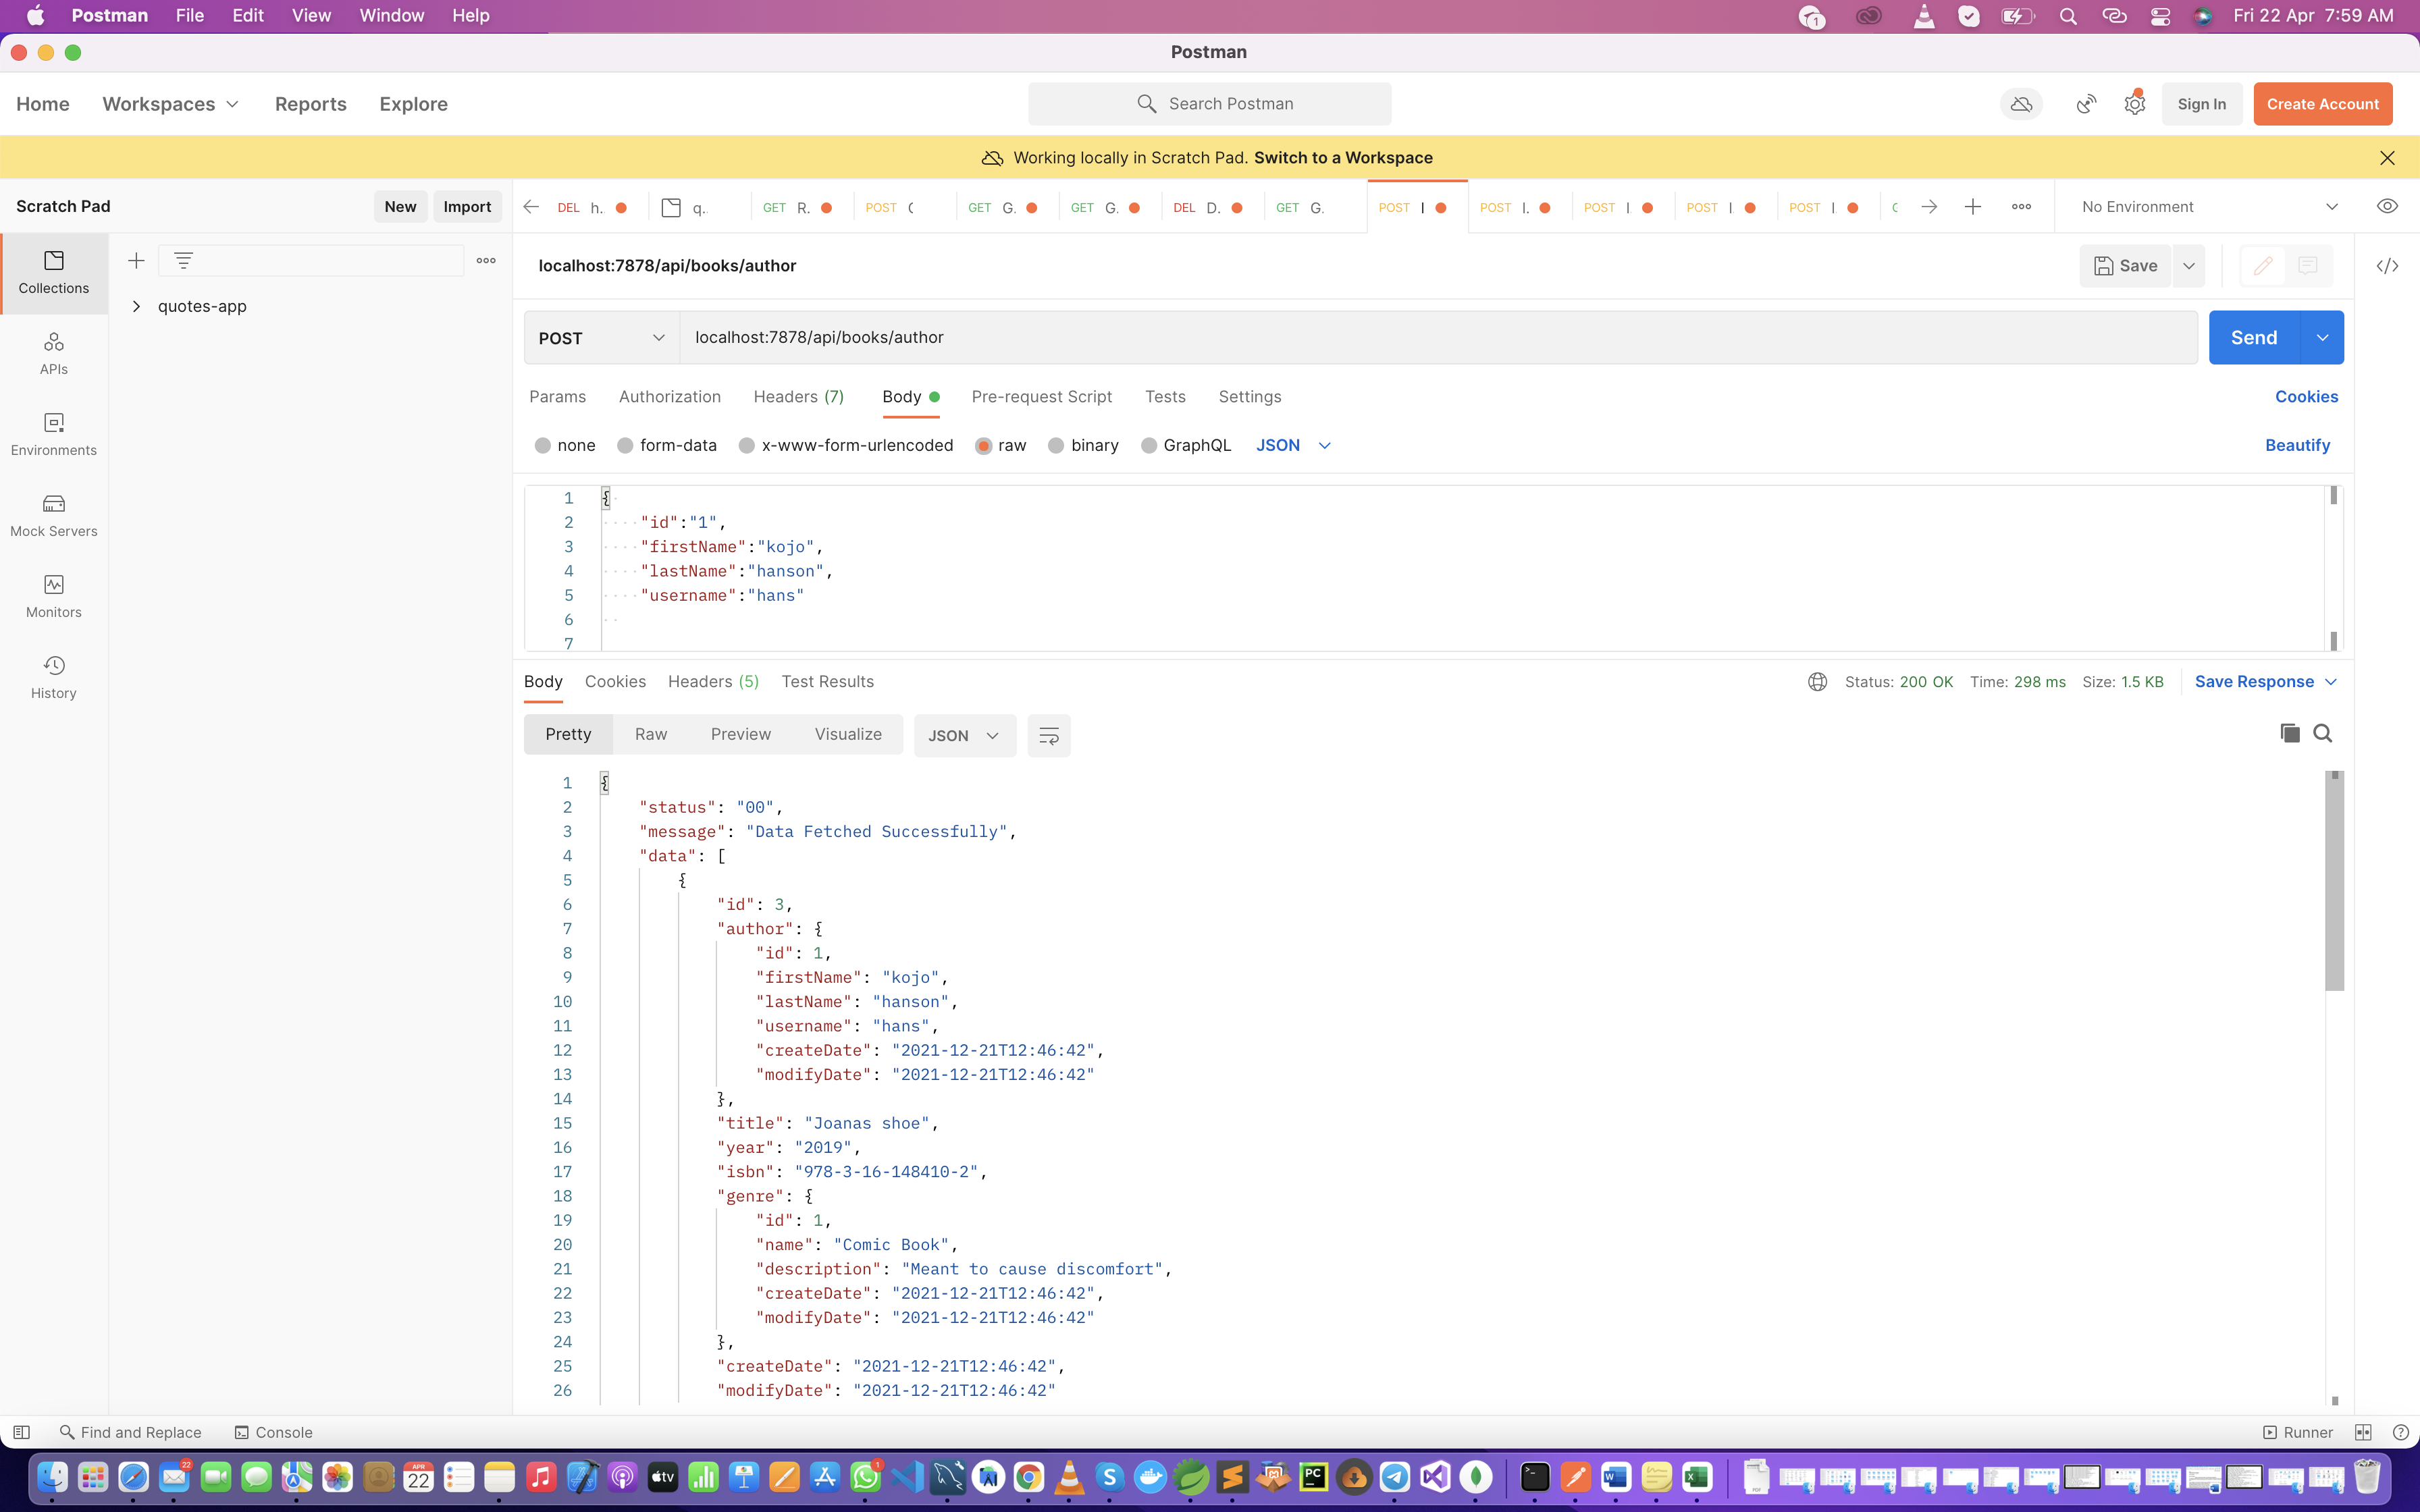 Postman File Edit View Window Help
1
Fri 22 Apr 7:59 AM
Postman
Home Workspaces Reports Explore
Search Postman
Sign In
Create Account
Working locally in Scratch Pad. Switch to a Workspace
Scratch Pad
New
Import
DEL h.
q.
GET R.
POST
GET G.
GET G.
DEL D.
GET G.
POST I
POST I.
POST I.
POST I
POST I.
No Environment
Collections
quotes-app
APIs
Environments
Mock Servers
Monitors
History
localhost:7878/api/books/author
Save
POST
localhost:7878/api/books/author
Send
Params Authorization Headers (7) Body Pre-request Script Tests Settings
Cookies
none form-data x-www-form-urlencoded raw binary GraphQL JSON
Beautify
1 {
2 "id":"1",
3 "firstName":"kojo",
4 "lastName":"hanson",
5 "username":"hans"
6
7
Body Cookies Headers (5) Test Results
Status: 200 OK Time: 298 ms Size: 1.5 KB
Save Response
Pretty Raw Preview Visualize JSON
1 {
2 "status": "00",
3 "message": "Data Fetched Successfully",
4 "data": [
5 {
6 "id": 3,
7 "author": {
8 "id": 1,
9 "firstName": "kojo",
10 "lastName": "hanson",
11 "username": "hans",
12 "createDate": "2021-12-21T12:46:42",
13 "modifyDate": "2021-12-21T12:46:42"
14 },
15 "title": "Joanas shoe",
16 "year": "2019",
17 "isbn": "978-3-16-148410-2",
18 "genre": {
19 "id": 1,
20 "name": "Comic Book",
21 "description": "Meant to cause discomfort",
22 "createDate": "2021-12-21T12:46:42",
23 "modifyDate": "2021-12-21T12:46:42"
24 },
25 "createDate": "2021-12-21T12:46:42",
26 "modifyDate": "2021-12-21T12:46:42"
Find and Replace
Console
Runner
22
APR
22
tv
1
PC